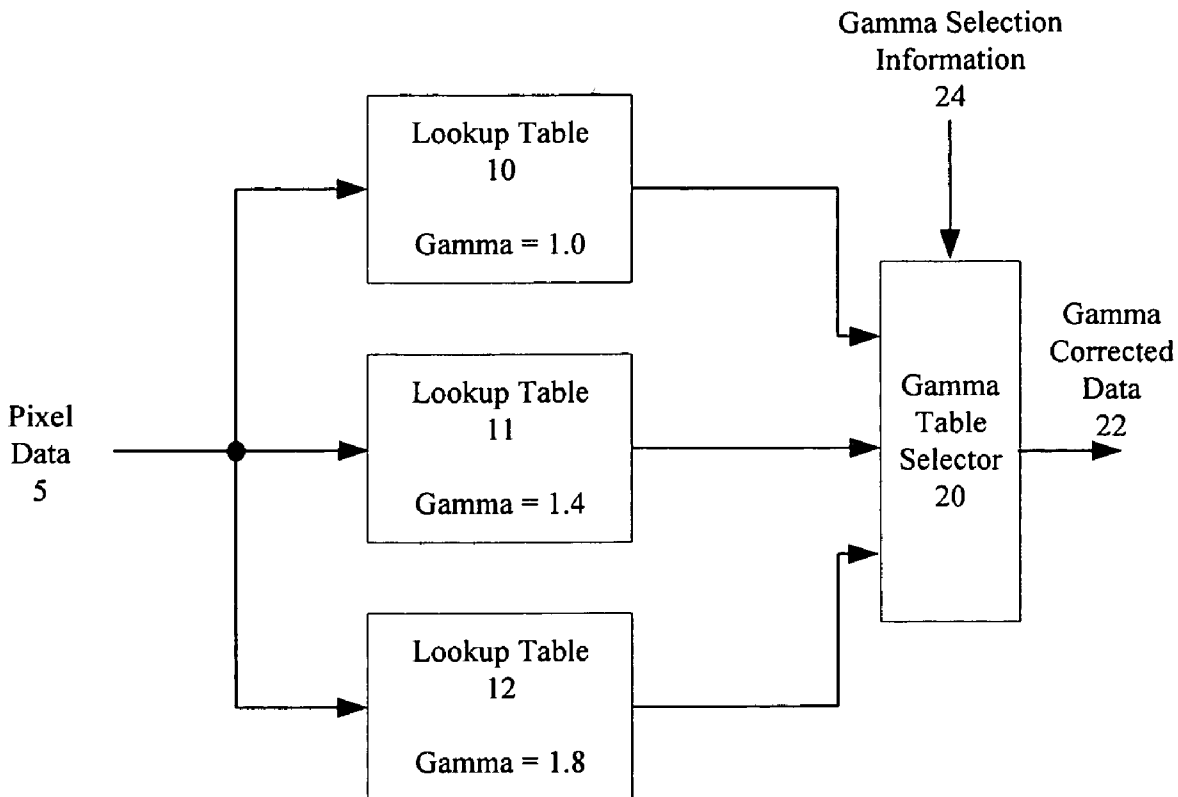 Gamma Selection
Information
24
Lookup Table
10
Gamma = 1.0
Pixel
Data
5
Lookup Table
11
Gamma = 1.4
Lookup Table
12
Gamma = 1.8
Gamma
Table
Selector
20
Gamma
Corrected
Data
22